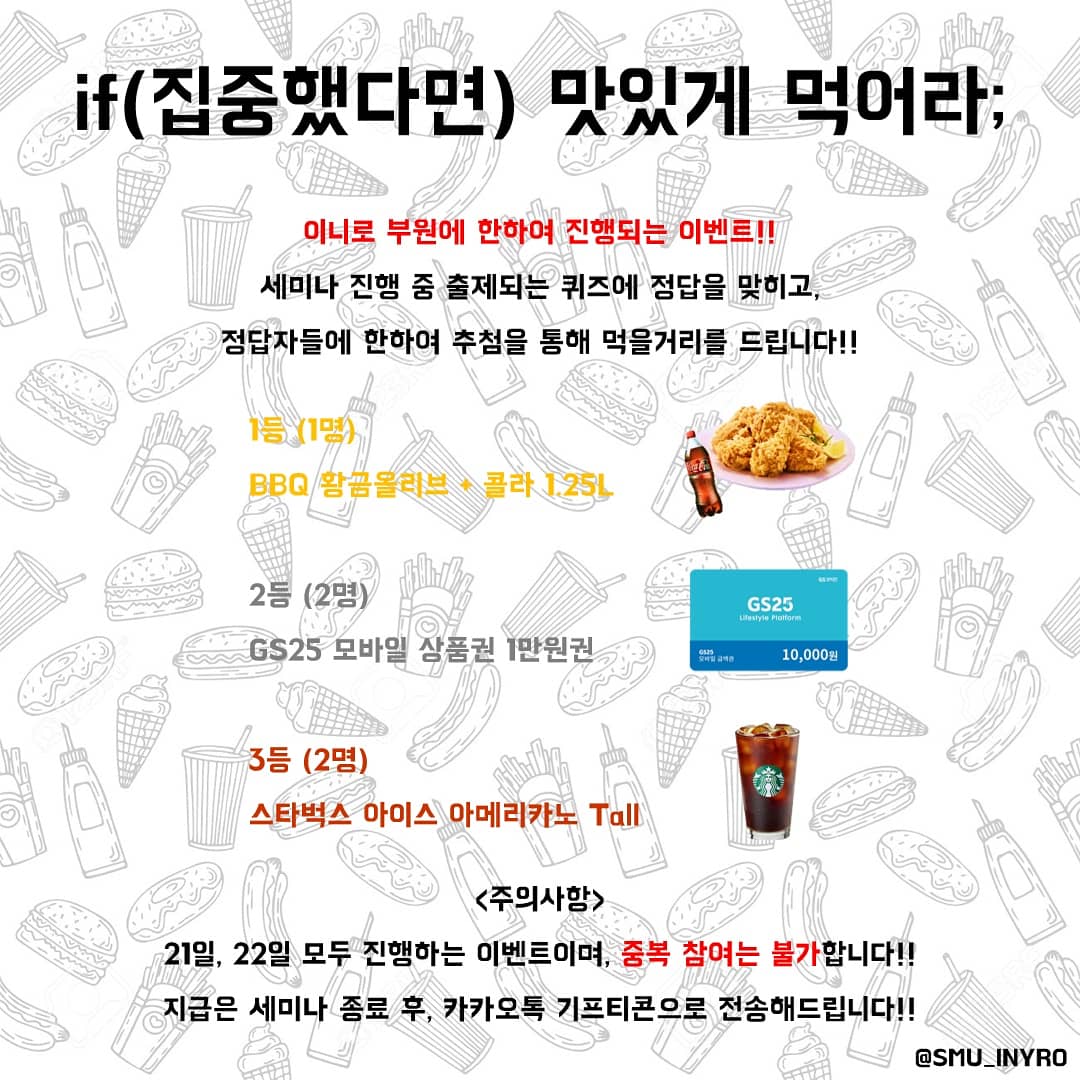 if(집중했다면) 맛있게 먹어라;
이니로 부원에 한하여 진행되는 이벤트!!
세미나 진행 중 출제되는 퀴즈에 정답을 맞히고,
정답자들에 한하여 추첨을 통해 먹을거리를 드립니다!!
1등 (1명)
BBQ 황금올리브 + 콜라 1.25L
2등 (2명)
GS25 모바일 상품권 1만원권
GS25
Lifestyle Platform
GS25
모바일 금액권
10,000원
3등 (2명)
스타벅스 아이스 아메리카노 Tall
<주의사항>
21일, 22일 모두 진행하는 이벤트이며, 중복 참여는 불가합니다!!
지급은 세미나 종료 후, 카카오톡 기프티콘으로 전송해드립니다!!
@SMU_INYRO